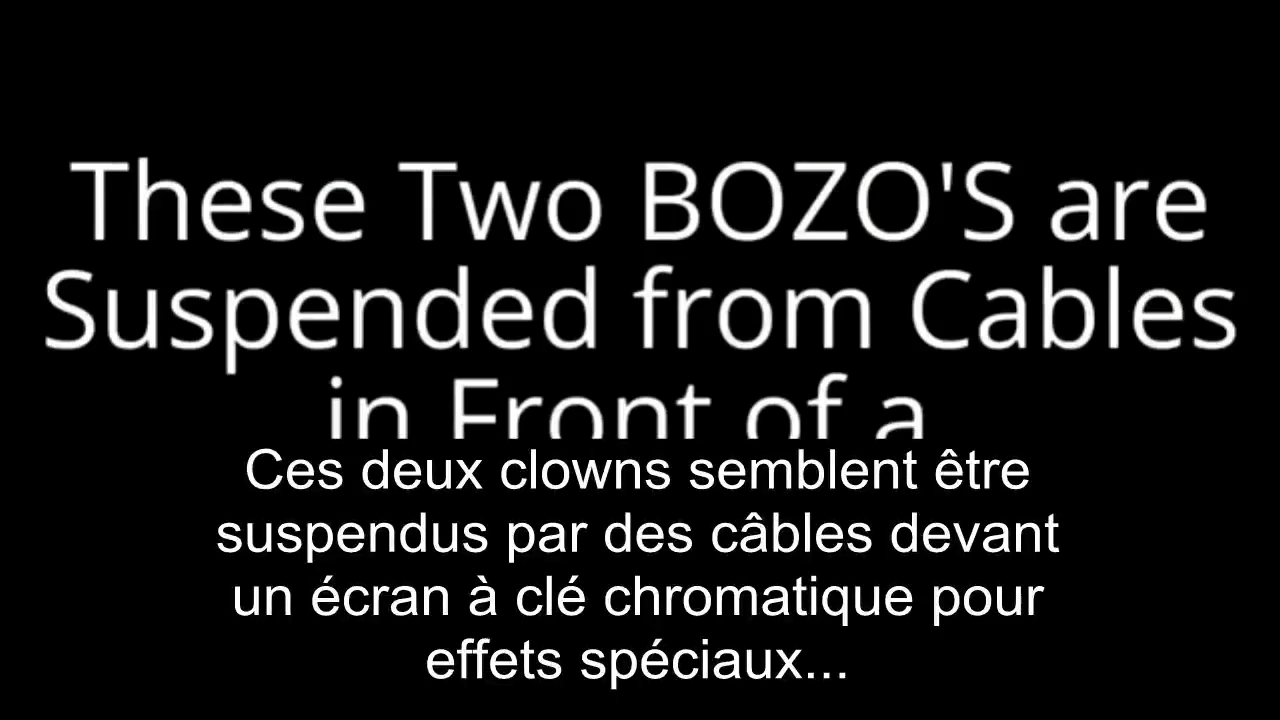 These Two BOZO'S are
Suspended from Cables
in Front of a
Ces deux clowns semblent être
suspendus par des câbles devant
un écran à clé chromatique pour
effets spéciaux...